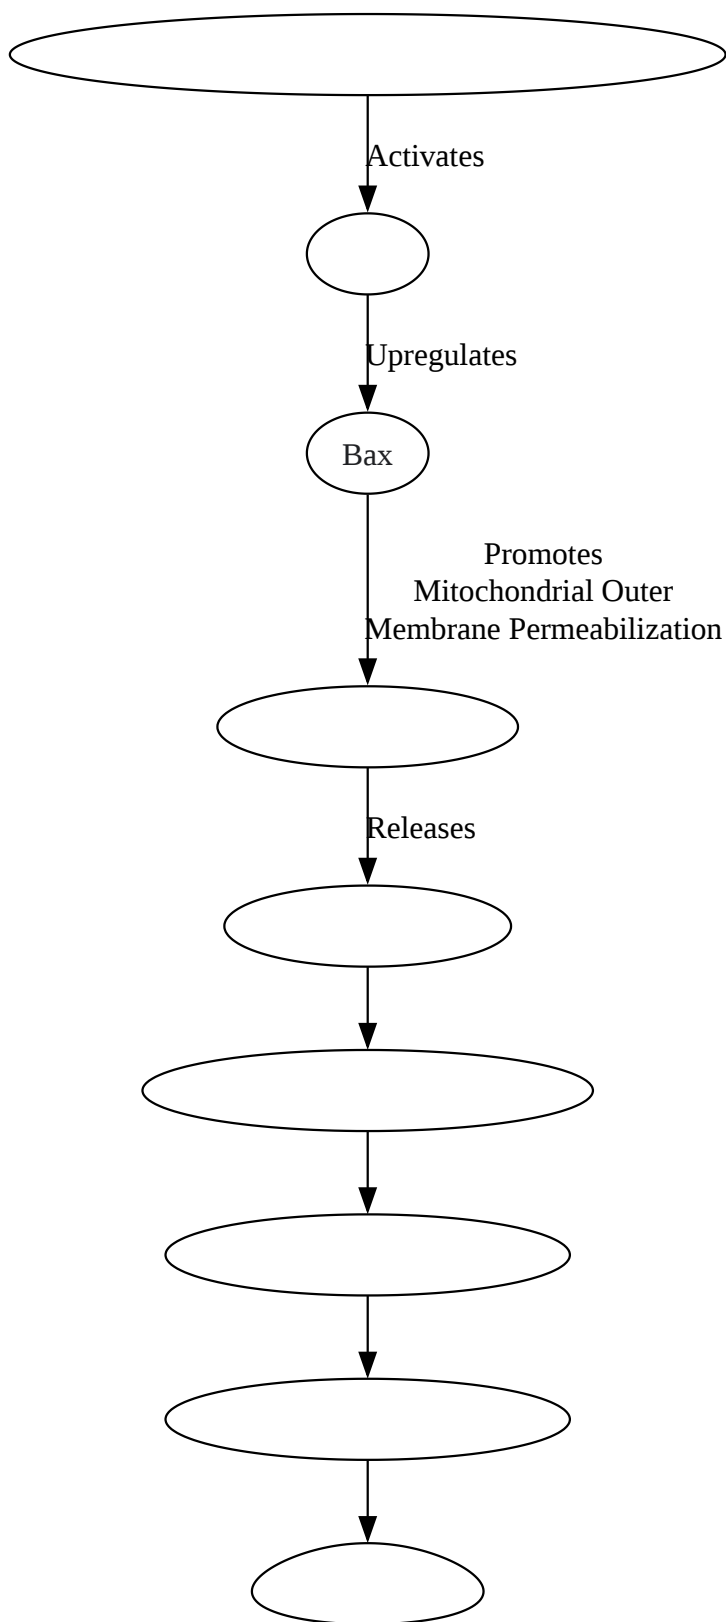 Activates
Upregulates
Bax
Promotes
Mitochondrial Outer
Membrane Permeabilization
Releases